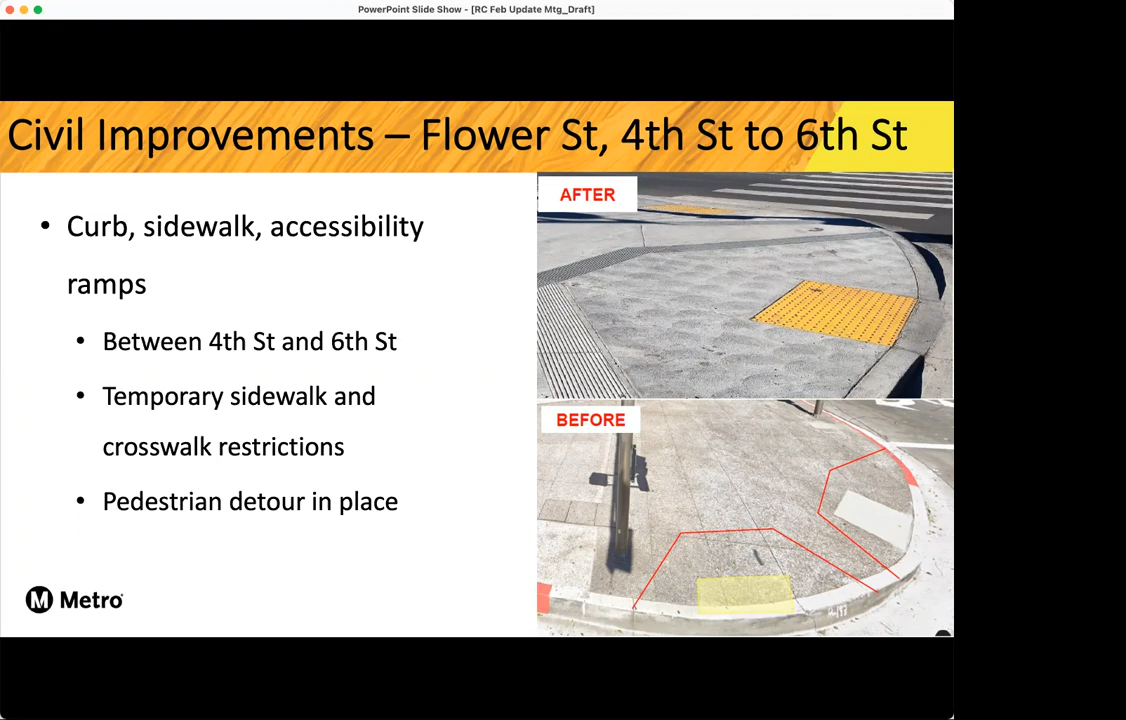 PowerPoint Slide Show - [RC Feb Update Mtg_Draft]
Civil Improvements – Flower St, 4th St to 6th St
• Curb, sidewalk, accessibility
ramps
• Between 4th St and 6th St
• Temporary sidewalk and
crosswalk restrictions
• Pedestrian detour in place
M Metro
AFTER
BEFORE